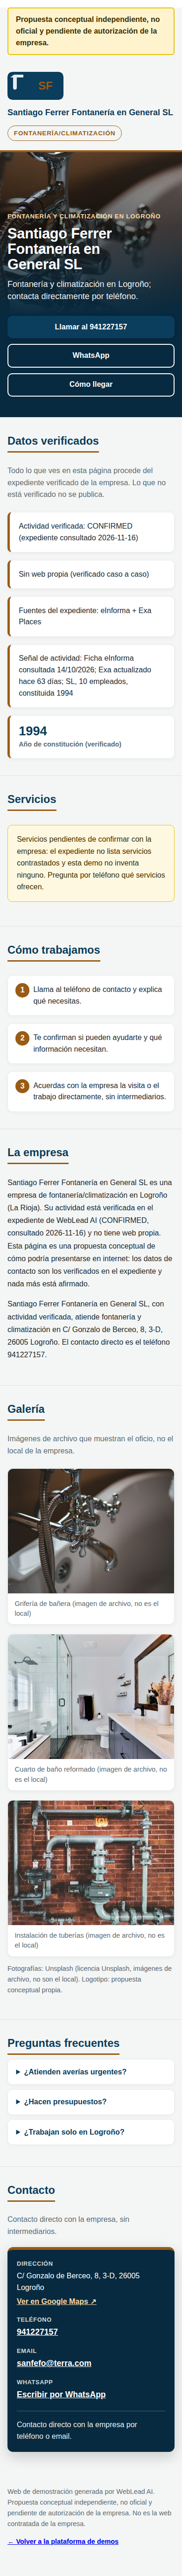 Propuesta conceptual independiente, no
oficial y pendiente de autorización de la
empresa.
SF
Santiago Ferrer Fontanería en General SL
FONTANERÍA/CLIMATIZACIÓN
FONTANERÍA Y CLIMATIZACIÓN EN LOGROÑO
Santiago Ferrer
Fontanería en
General SL
Fontanería y climatización en Logroño;
contacta directamente por teléfono.
Llamar al 941227157
WhatsApp
Cómo llegar
Datos verificados
Todo lo que ves en esta página procede del
expediente verificado de la empresa. Lo que no
está verificado no se publica.
Actividad verificada: CONFIRMED
(expediente consultado 2026-11-16)
Sin web propia (verificado caso a caso)
Fuentes del expediente: eInforma + Exa
Places
Señal de actividad: Ficha eInforma
consultada 14/10/2026; Exa actualizado
hace 63 días; SL, 10 empleados,
constituida 1994
1994
Año de constitución (verificado)
Servicios
Servicios pendientes de confirmar con la
empresa: el expediente no lista servicios
contrastados y esta demo no inventa
ninguno. Pregunta por teléfono qué servicios
ofrecen.
Cómo trabajamos
1 Llama al teléfono de contacto y explica
qué necesitas.
2 Te confirman si pueden ayudarte y qué
información necesitan.
3 Acuerdas con la empresa la visita o el
trabajo directamente, sin intermediarios.
La empresa
Santiago Ferrer Fontanería en General SL es una
empresa de fontanería/climatización en Logroño
(La Rioja). Su actividad está verificada en el
expediente de WebLead AI (CONFIRMED,
consultado 2026-11-16) y no tiene web propia.
Esta página es una propuesta conceptual de
cómo podría presentarse en internet: los datos de
contacto son los verificados en el expediente y
nada más está afirmado.
Santiago Ferrer Fontanería en General SL, con
actividad verificada, atiende fontanería y
climatización en C/ Gonzalo de Berceo, 8, 3-D,
26005 Logroño. El contacto directo es el teléfono
941227157.
Galería
Imágenes de archivo que muestran el oficio, no el
local de la empresa.
Grifería de bañera (imagen de archivo, no es el
local)
Cuarto de baño reformado (imagen de archivo, no
es el local)
Instalación de tuberías (imagen de archivo, no es
el local)
Fotografías: Unsplash (licencia Unsplash, imágenes de
archivo, no son el local). Logotipo: propuesta
conceptual propia.
Preguntas frecuentes
▸ ¿Atienden averías urgentes?
▸ ¿Hacen presupuestos?
▸ ¿Trabajan solo en Logroño?
Contacto
Contacto directo con la empresa, sin
intermediarios.
DIRECCIÓN
C/ Gonzalo de Berceo, 8, 3-D, 26005
Logroño
Ver en Google Maps ↗
TELÉFONO
941227157
EMAIL
sanfefo@terra.com
WHATSAPP
Escribir por WhatsApp
Contacto directo con la empresa por
teléfono o email.
Web de demostración generada por WebLead AI.
Propuesta conceptual independiente, no oficial y
pendiente de autorización de la empresa. No es la web
contratada de la empresa.
← Volver a la plataforma de demos